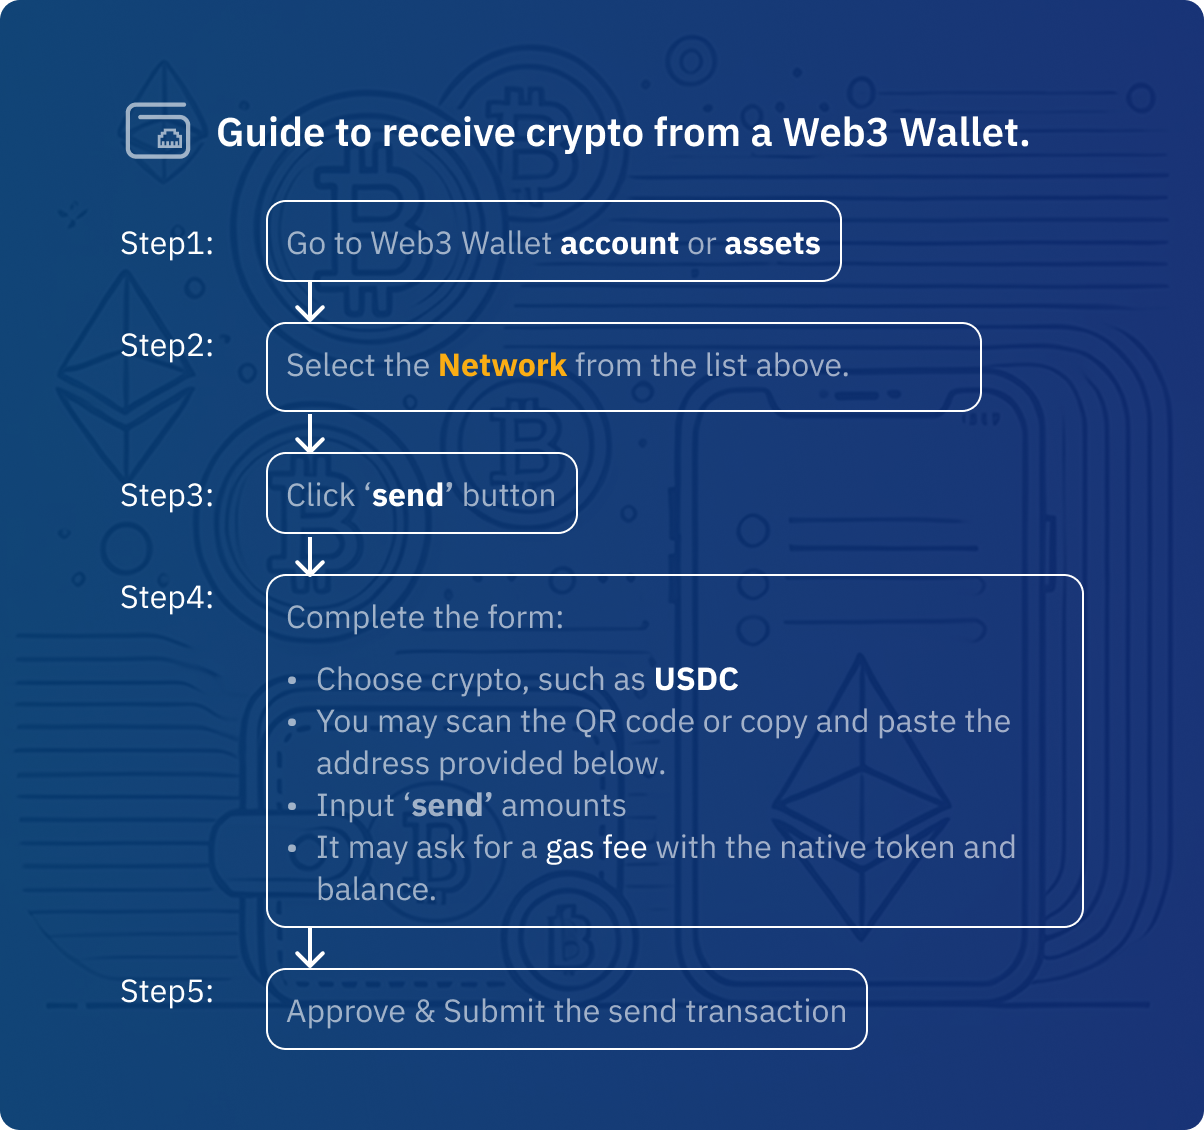 Guide to receive crypto from a Web3 Wallet.
Step1:
Go to Web3 Wallet account or assets
Step2:
Select the Network from the list above.
Step3:
Click ‘send’ button
Step4:
Complete the form:
• Choose crypto, such as USDC
• You may scan the QR code or copy and paste the
address provided below.
• Input ‘send’ amounts
• It may ask for a gas fee with the native token and
balance.
Step5:
Approve & Submit the send transaction